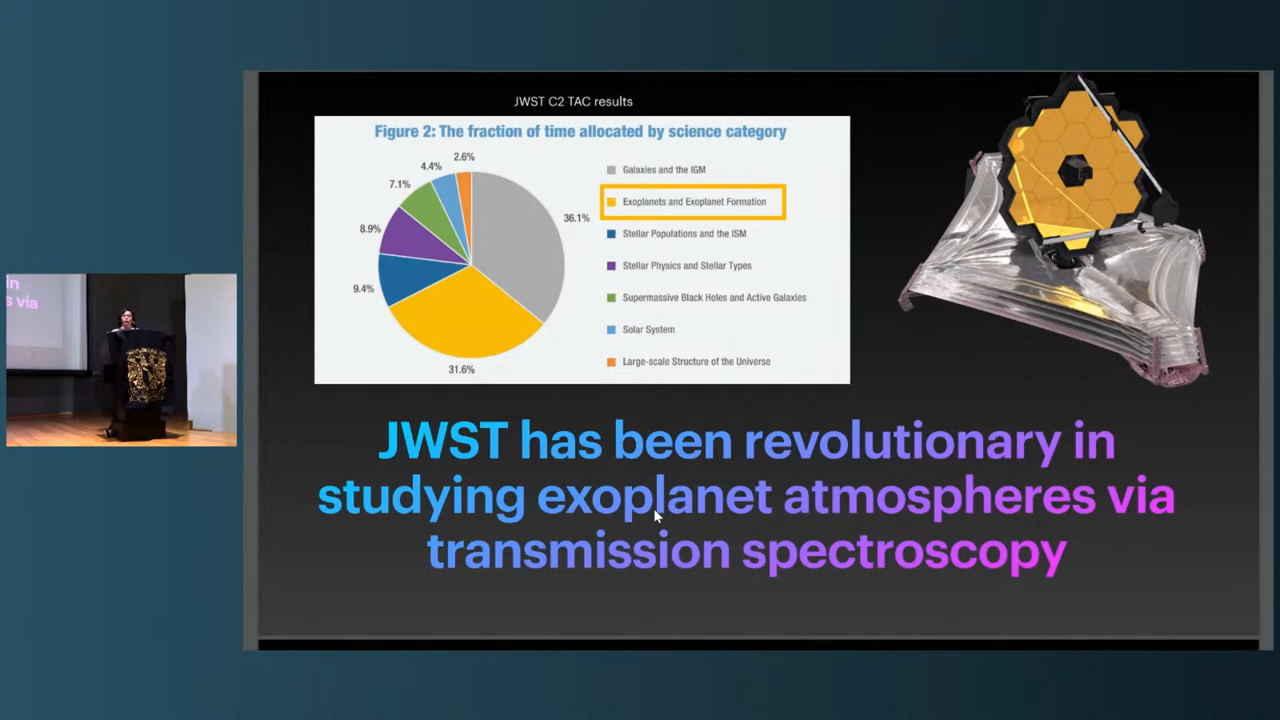 JWST C2 TAC results
Figure 2: The fraction of time allocated by science category
2.6%
4.4%
7.1%
8.9%
9.4%
31.6%
36.1%
Galaxies and the IGM
Exoplanets and Exoplanet Formation
Stellar Populations and the ISM
Stellar Physics and Stellar Types
Supermassive Black Holes and Active Galaxies
Solar System
Large-scale Structure of the Universe
JWST has been revolutionary in
studying exoplanet atmospheres via
transmission spectroscopy
in
s via